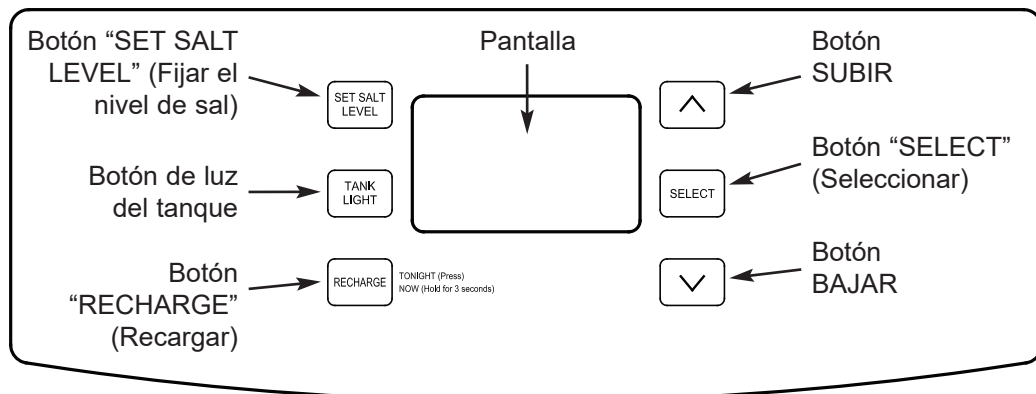 Botón “SET SALT
LEVEL” (Fijar el
nivel de sal)
Pantalla
Botón
SUBIR
SET SALT
LEVEL
Botón de luz
del tanque
TANK
LIGHT
SELECT
Botón “SELECT”
(Seleccionar)
Botón
“RECHARGE”
(Recargar)
RECHARGE
TONIGHT (Press)
NOW (Hold for 3 seconds)
Botón
BAJAR